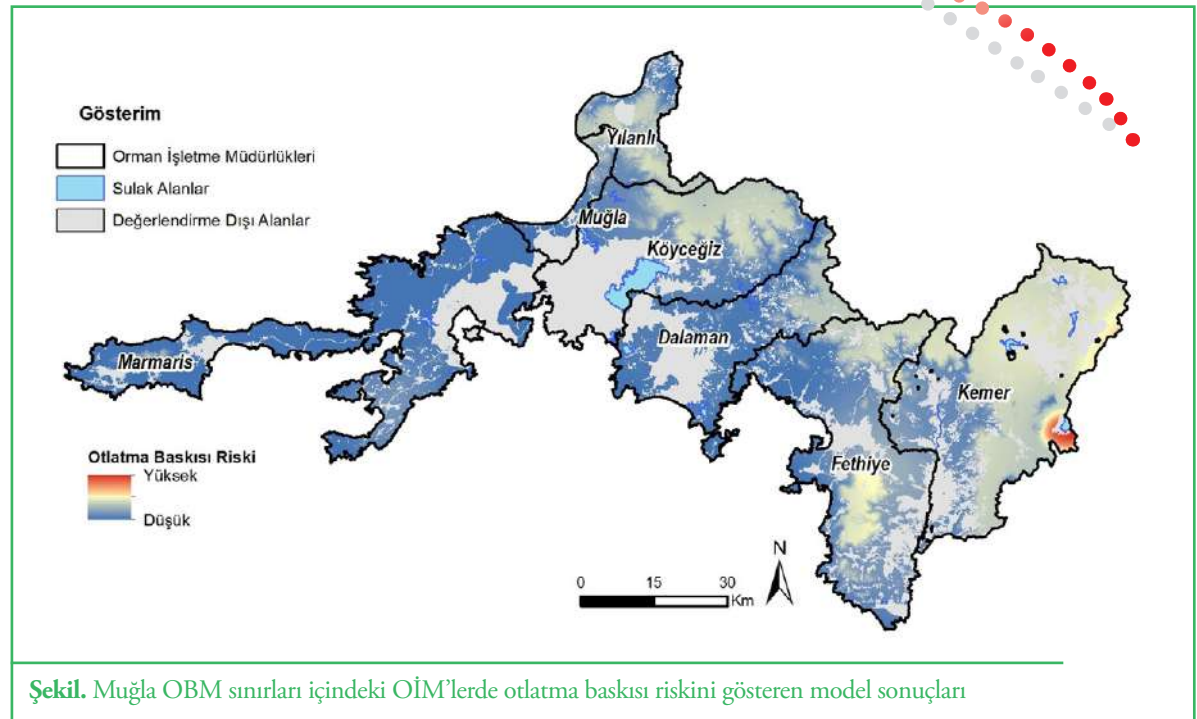 Gösterim
Orman İşletme Müdürlükleri
Sulak Alanlar
Değerlendirme Dışı Alanlar
Yılanlı
Muğla
Köyceğiz
Marmaris
Dalaman
Kemer
Fethiye
Otlatma Baskısı Riski
Yüksek
Düşük
N
0 15 30
Km
Şekil. Muğla OBM sınırları içindeki OİM’lerde otlatma baskısı riskini gösteren model sonuçları